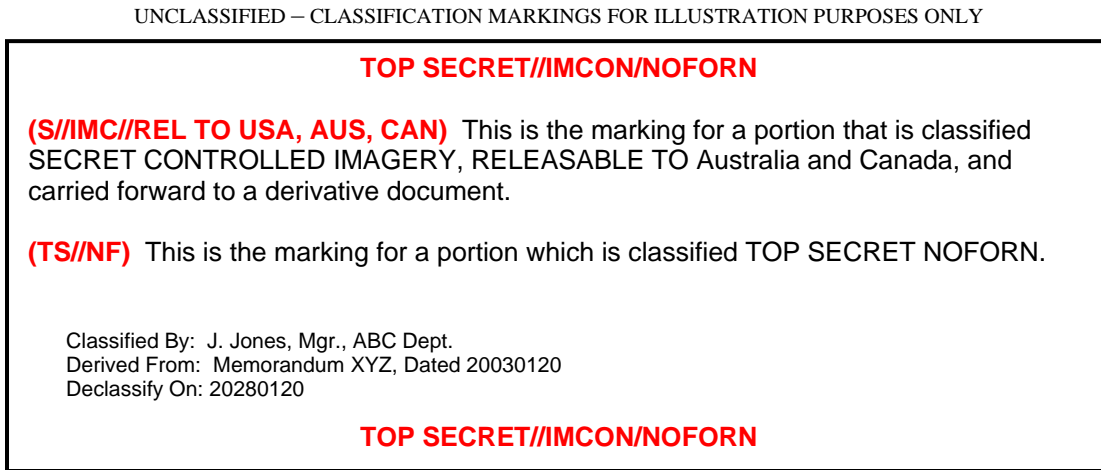 UNCLASSIFIED – CLASSIFICATION MARKINGS FOR ILLUSTRATION PURPOSES ONLY
TOP SECRET//IMCON/NOFORN
(S//IMC//REL TO USA, AUS, CAN) This is the marking for a portion that is classified
SECRET CONTROLLED IMAGERY, RELEASABLE TO Australia and Canada, and
carried forward to a derivative document.
(TS//NF) This is the marking for a portion which is classified TOP SECRET NOFORN.
Classified By: J. Jones, Mgr., ABC Dept.
Derived From: Memorandum XYZ, Dated 20030120
Declassify On: 20280120
TOP SECRET//IMCON/NOFORN